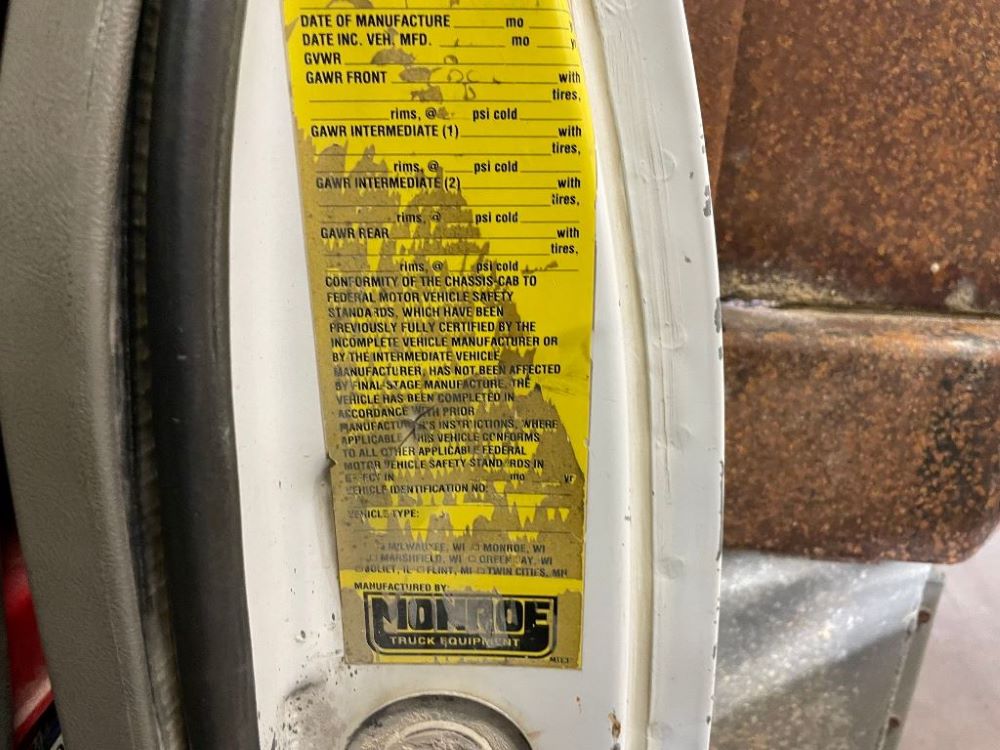 DATE OF MANUFACTURE mo y
DATE INC. VEH. MFD. mo y
GVWR
GAWR FRONT with
tires,
rims, @ psi cold
GAWR INTERMEDIATE (1) with
tires,
rims, @ psi cold
GAWR INTERMEDIATE (2) with
tires,
rims, @ psi cold
GAWR REAR with
tires,
rims, @ psi cold
CONFORMITY OF THE CHASSIS-CAB TO
FEDERAL MOTOR VEHICLE SAFETY
STANDARDS, WHICH HAVE BEEN
PREVIOUSLY FULLY CERTIFIED BY THE
INCOMPLETE VEHICLE MANUFACTURER OR
BY THE INTERMEDIATE VEHICLE
MANUFACTURER, HAS NOT BEEN AFFECTED
BY FINAL-STAGE MANUFACTURE. THE
VEHICLE HAS BEEN COMPLETED IN
ACCORDANCE WITH PRIOR
MANUFACTURER'S INSTRUCTIONS, WHERE
APPLICABLE THIS VEHICLE CONFORMS
TO ALL OTHER APPLICABLE FEDERAL
MOTOR VEHICLE SAFETY STANDARDS IN
EFFECT IN mo yr
VEHICLE IDENTIFICATION NO:
VEHICLE TYPE:
MILWAUKEE, WI □ MONROE, WI
□ MARSHFIELD, WI □ GREEN BAY, WI
□ JOLIET, IL □ FLINT, MI □ TWIN CITIES, MN
MANUFACTURED BY:
MONROE
TRUCK EQUIPMENT